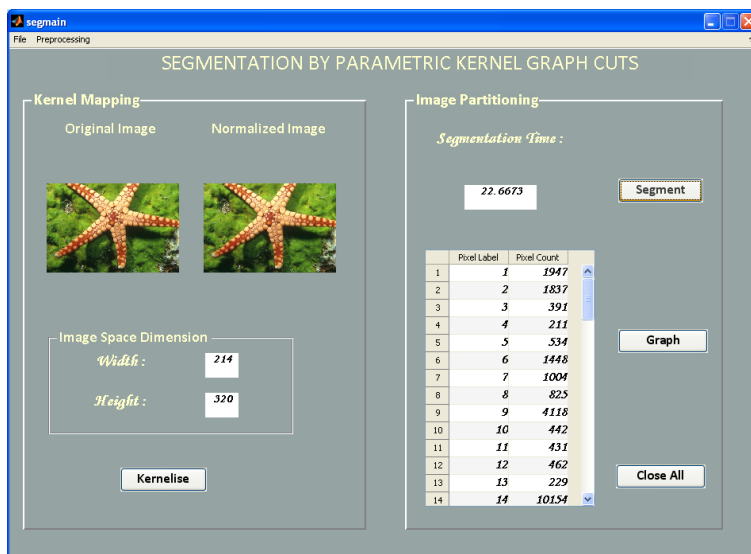 segmain
File Preprocessing
SEGMENTATION BY PARAMETRIC KERNEL GRAPH CUTS
Kernel Mapping
Original Image Normalized Image
Image Space Dimension
Width : 214
Height : 320
Kernelise
Image Partitioning
Segmentation Time :
22.6673
Segment
Pixel Label Pixel Count
1 1 1947
2 2 1837
3 3 391
4 4 211
5 5 534
6 6 1448
7 7 1004
8 8 825
9 9 4118
10 10 442
11 11 431
12 12 462
13 13 229
14 14 10154
Graph
Close All